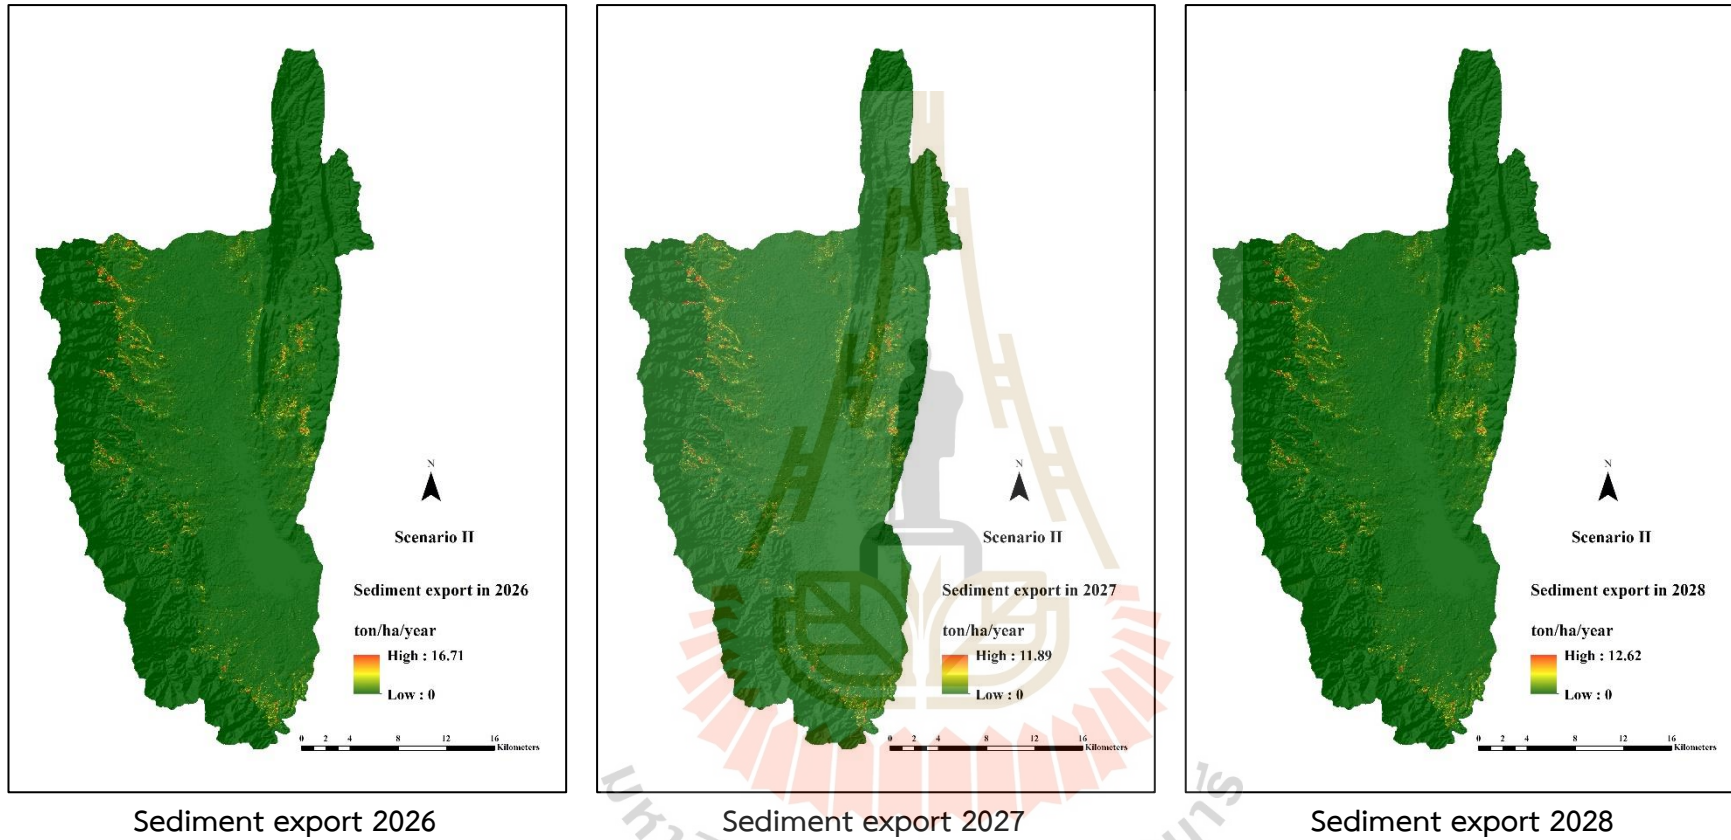 N
Scenario II
Sediment export in 2026
ton/ha/year
High : 16.71
Low : 0
0 2 4 8 12 16
Kilometers
Sediment export 2026
N
Scenario II
Sediment export in 2027
ton/ha/year
High : 11.89
Low : 0
0 2 4 8 12 16
Kilometers
Sediment export 2027
N
Scenario II
Sediment export in 2028
ton/ha/year
High : 12.62
Low : 0
0 2 4 8 12 16
Kilometers
Sediment export 2028